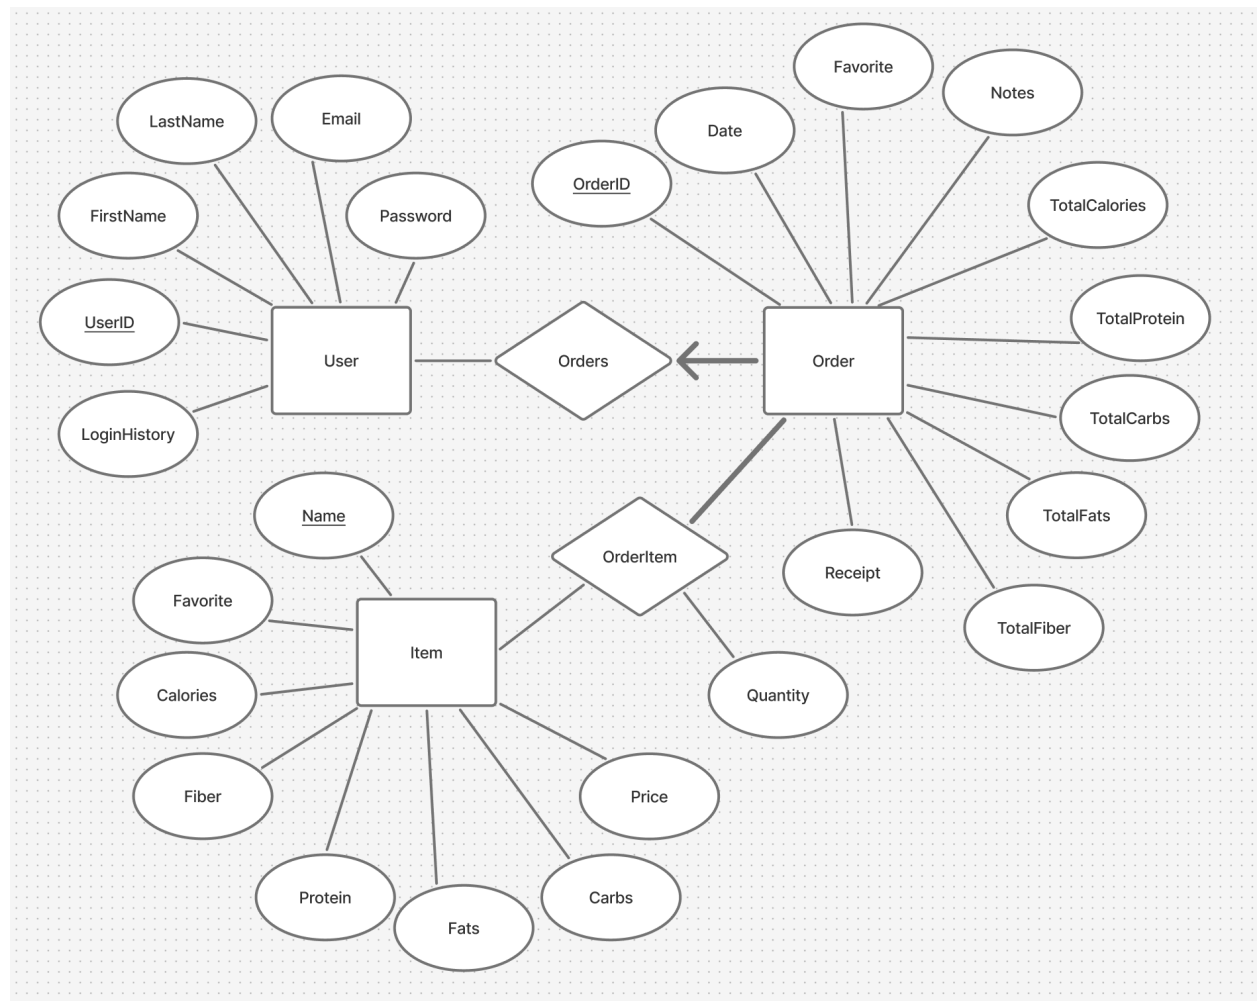 Favorite
Notes
LastName
Email
Date
OrderID
FirstName
Password
TotalCalories
UserID
TotalProtein
User
Orders
Order
LoginHistory
TotalCarbs
Name
TotalFats
OrderItem
Receipt
Favorite
TotalFiber
Item
Calories
Quantity
Fiber
Price
Protein
Carbs
Fats